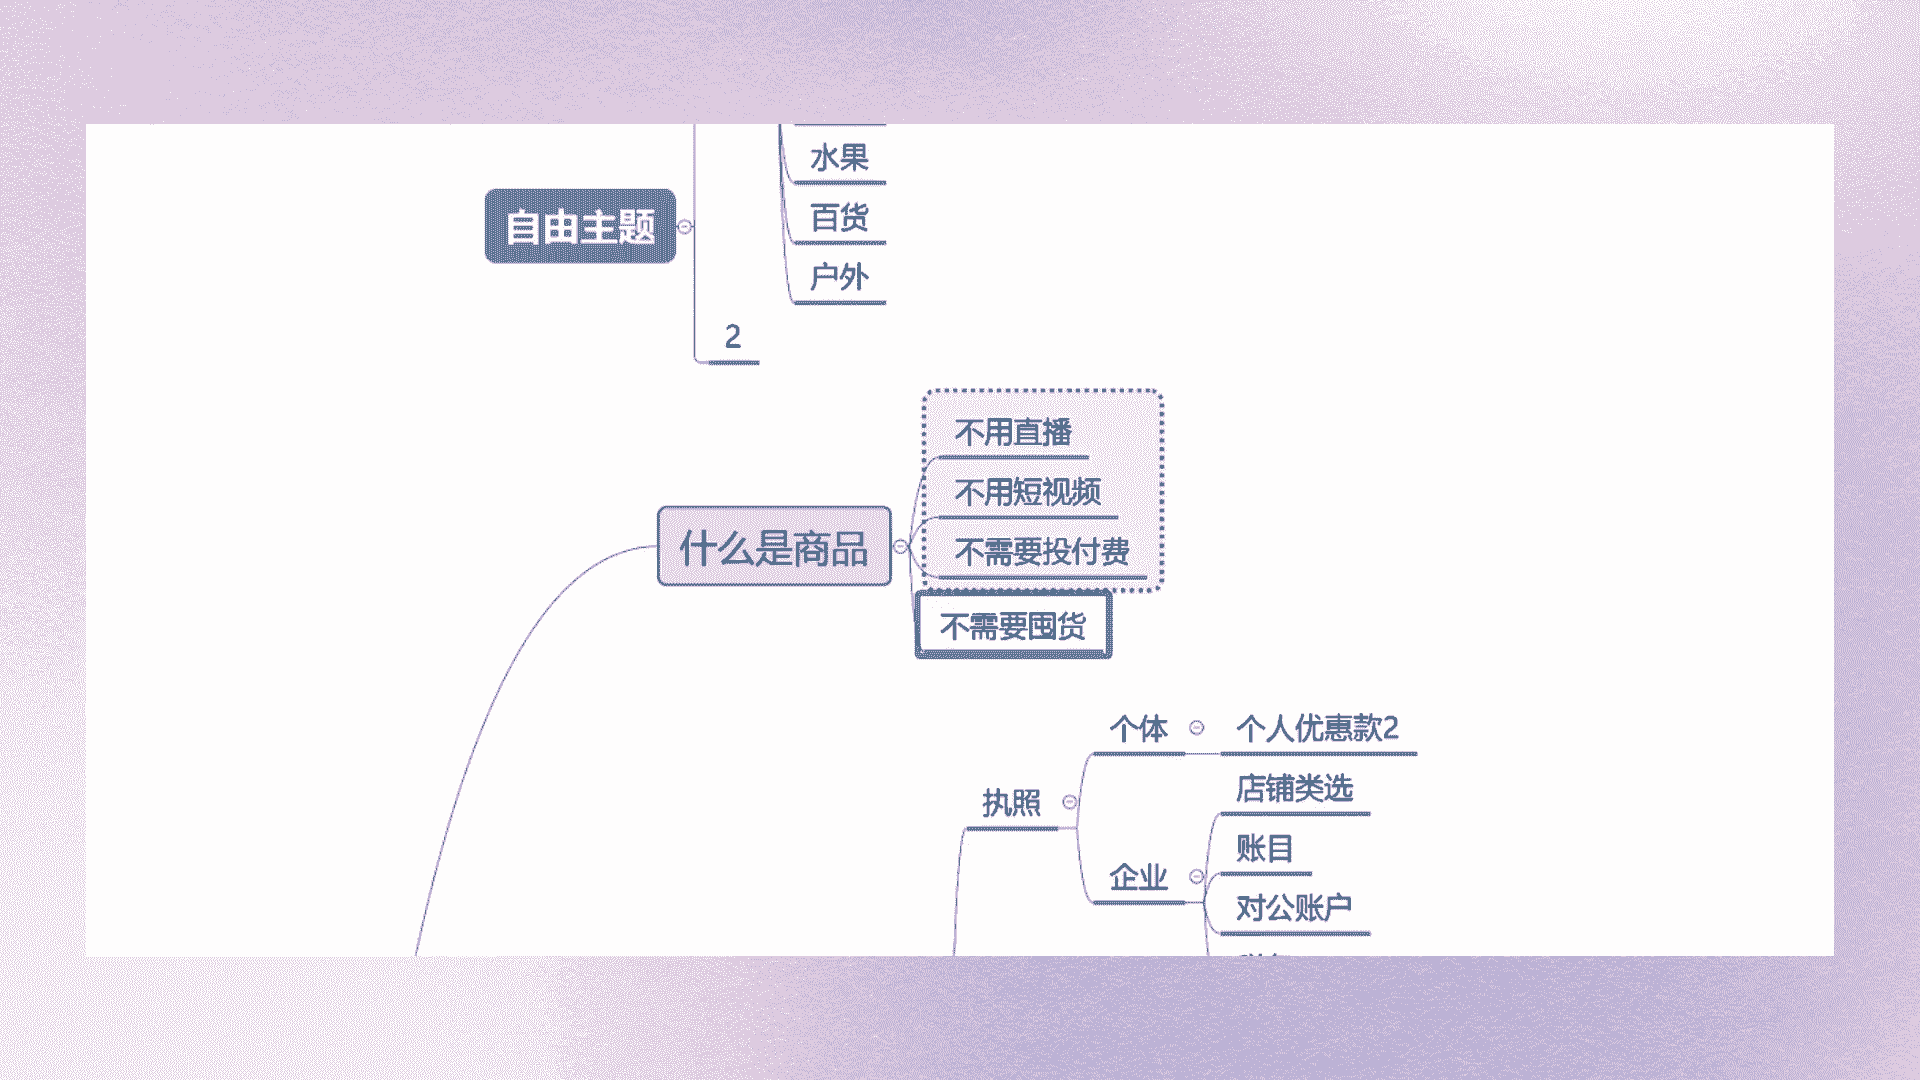 水果
百货
户外
自由主题
2
不用直播
不用短视频
不需要投付费
什么是商品
不需要囤货
个体
个人优惠款2
执照
店铺类选
账目
企业
对公账户